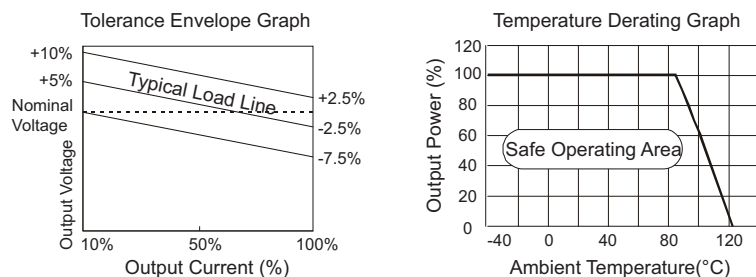 Tolerance Envelope Graph
+10%
+5%
Typical Load Line
Nominal
Voltage
+2.5%
-2.5%
-7.5%
Output Voltage
10%
50%
100%
Output Current (%)
Temperature Derating Graph
120
100
80
60
40
20
0
Output Power (%)
Safe Operating Area
-40
0
40
80
120
Ambient Temperature(°C)